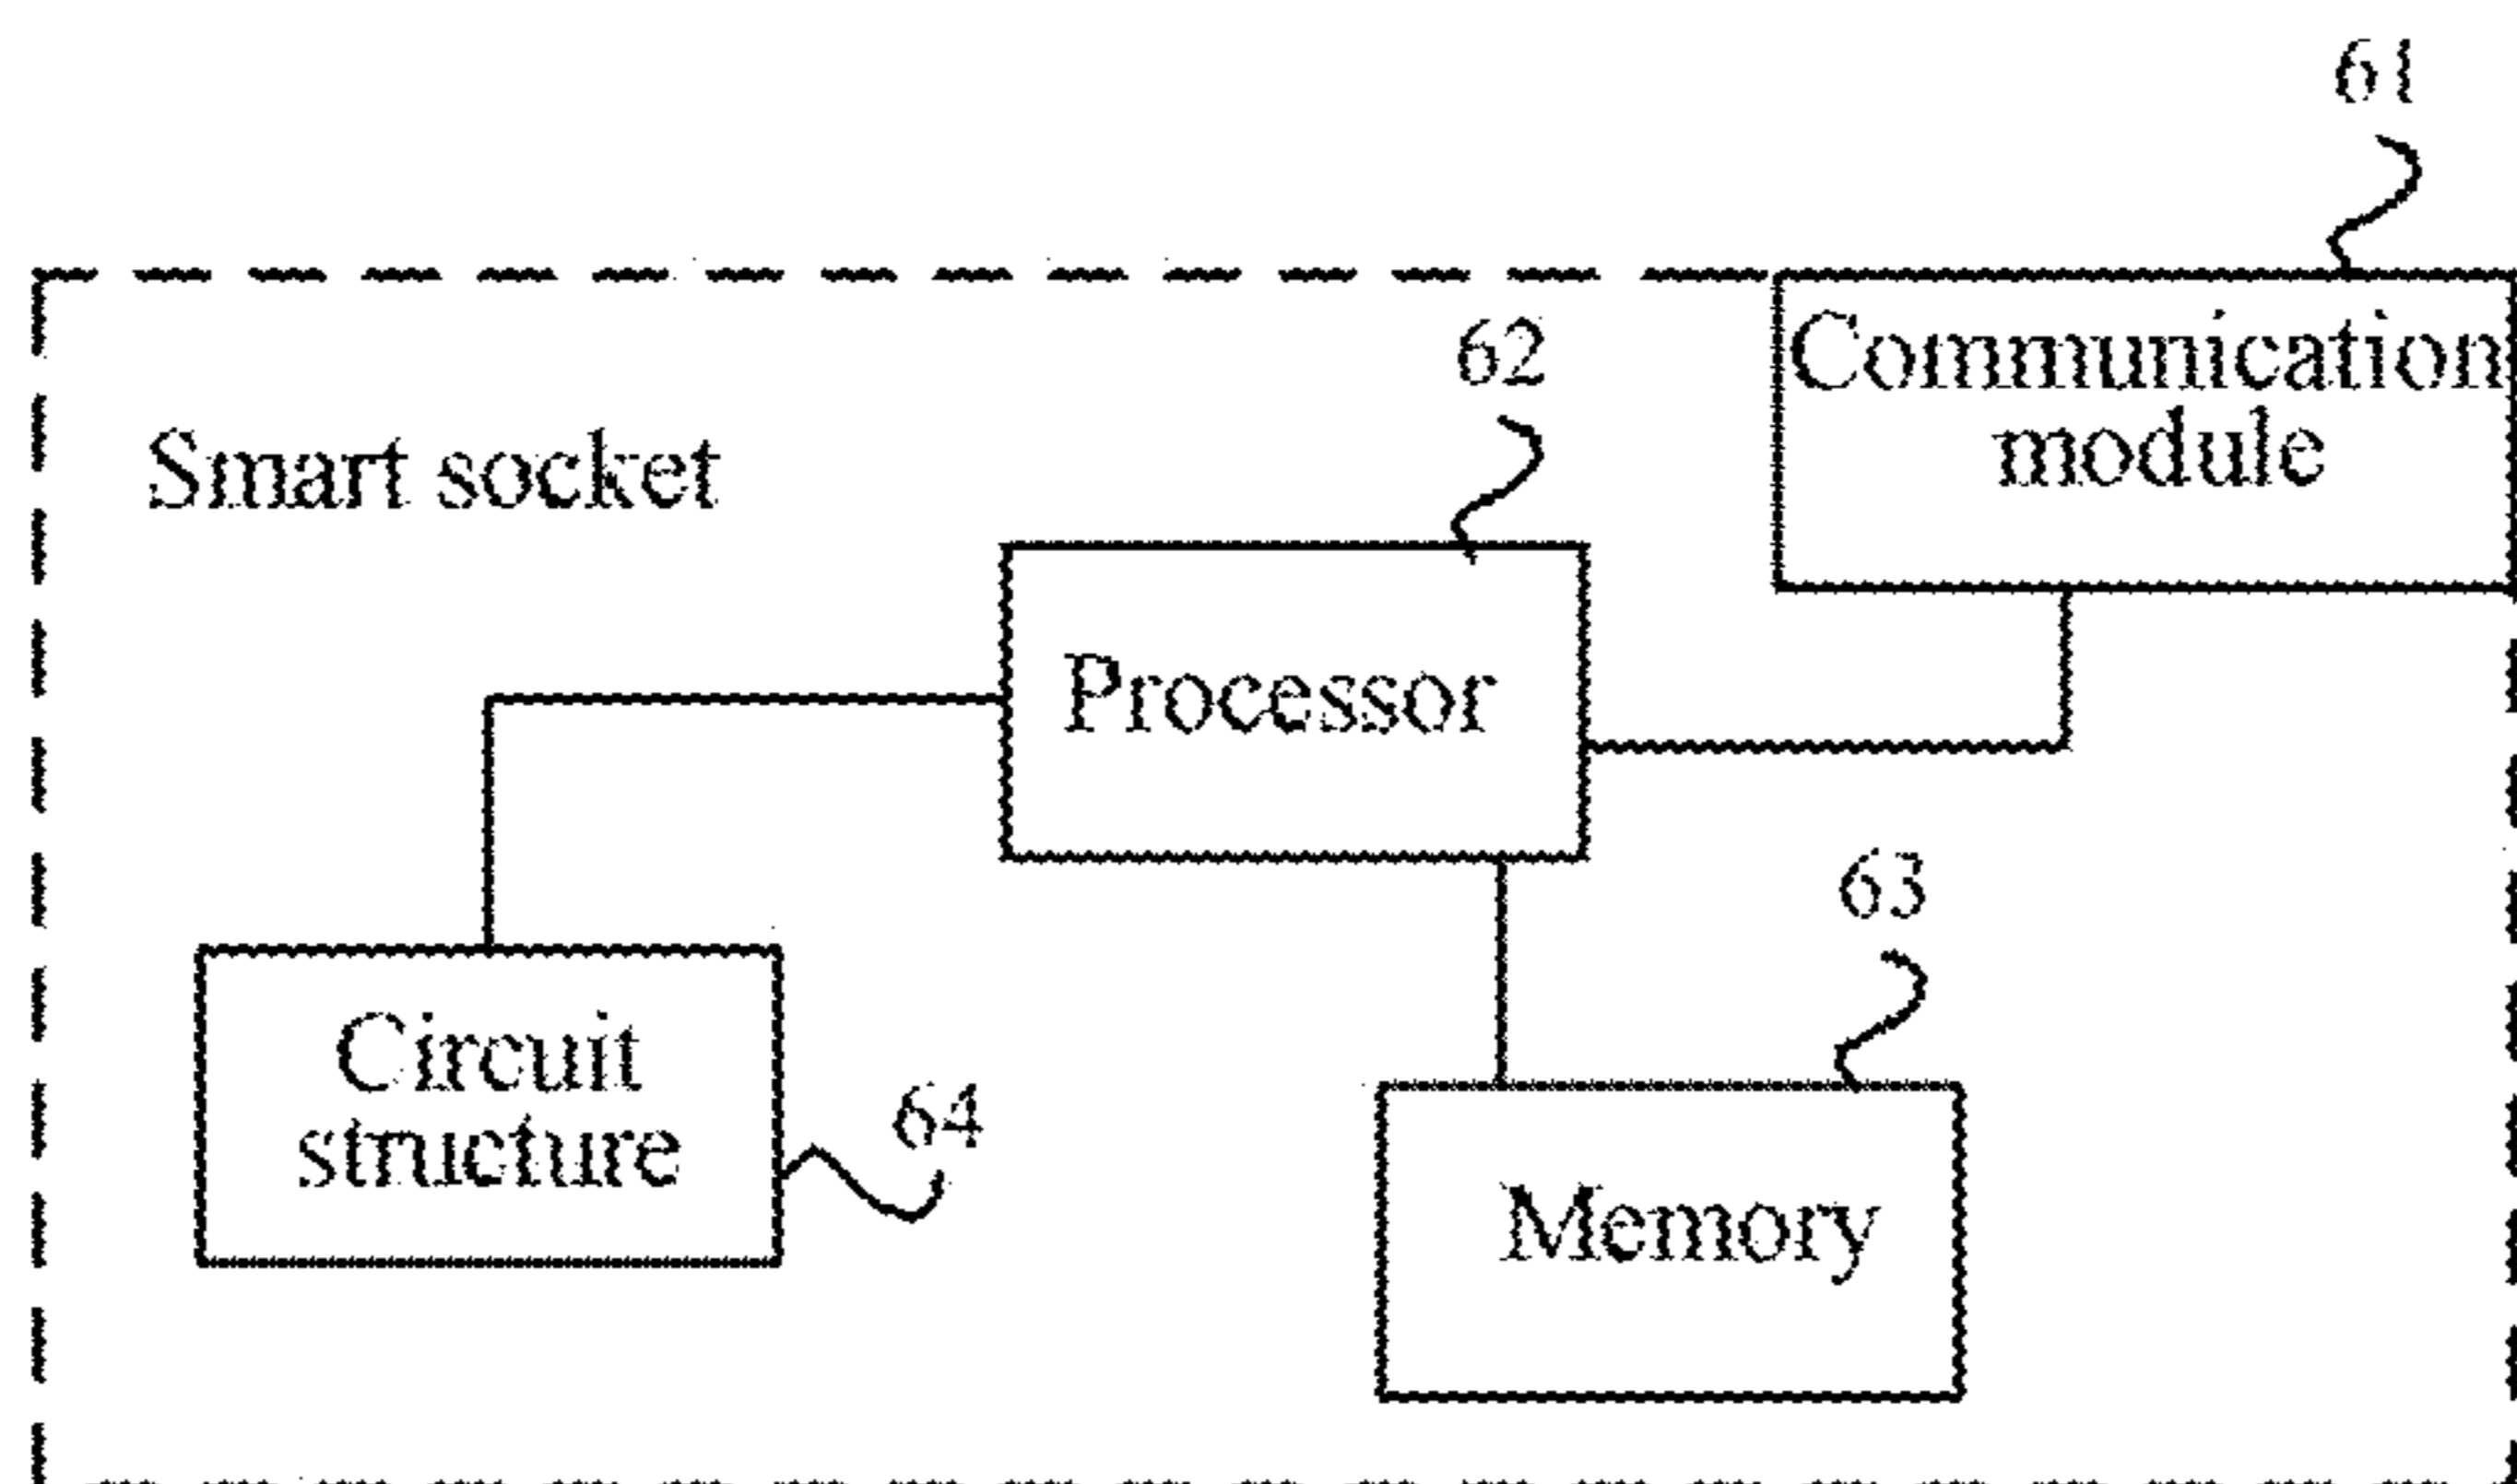 61
62
Communication
module
Smart socket
Processor
63
Circuit
structure
64
Memory